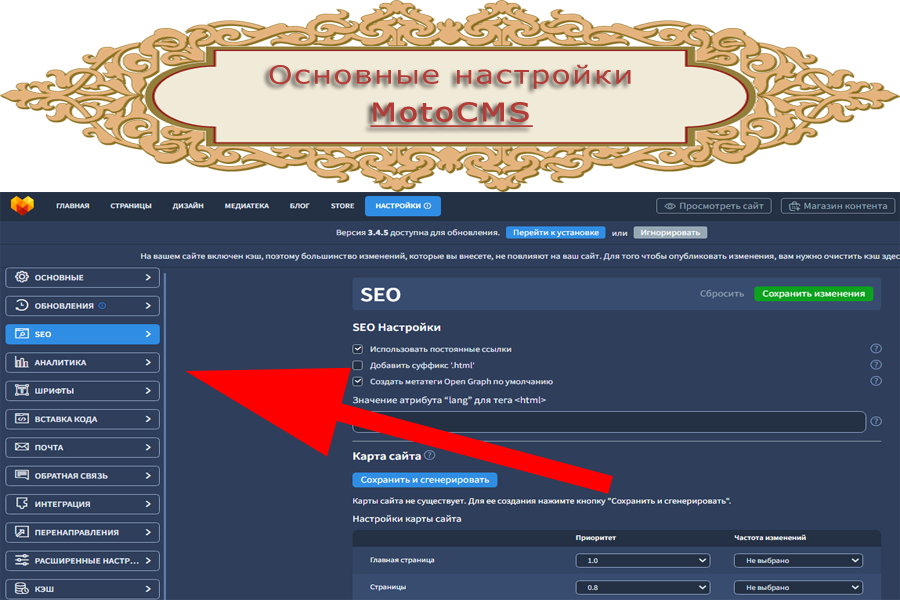 Основные настройки
MotoCMS
ГЛАВНАЯ СТРАНИЦЫ ДИЗАЙН МЕДИАТЕКА БЛОГ STORE НАСТРОЙКИ Просмотреть сайт Магазин контента
Версия 3.4.5 доступна для обновления. Перейти к установке или Игнорировать
На вашем сайте включен кэш, поэтому большинство изменений, которые вы внесете, не повлияют на ваш сайт. Для того чтобы опубликовать изменения, вам нужно очистить кэш здес
ОСНОВНЫЕ
ОБНОВЛЕНИЯ
SEO
АНАЛИТИКА
ШРИФТЫ
ВСТАВКА КОДА
ПОЧТА
ОБРАТНАЯ СВЯЗЬ
ИНТЕГРАЦИЯ
ПЕРЕНАПРАВЛЕНИЯ
РАСШИРЕННЫЕ НАСТР...
КЭШ
SEO Сбросить Сохранить изменения
SEO Настройки
Использовать постоянные ссылки
Добавить суффикс '.html'
Создать метатеги Open Graph по умолчанию
Значение атрибута "lang" для тега <html>
Карта сайта
Сохранить и сгенерировать
Карты сайта не существует. Для ее создания нажмите кнопку "Сохранить и сгенерировать".
Настройки карты сайта
Приоритет Частота изменений
Главная страница 1.0 Не выбрано
Страницы 0.8 Не выбрано